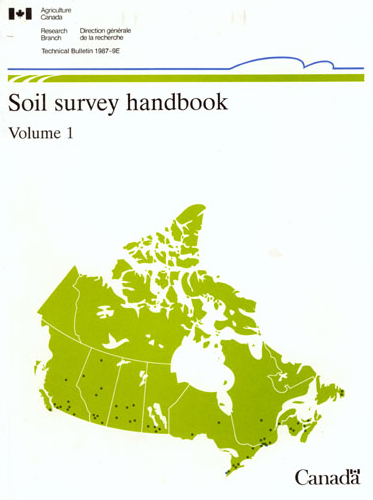 Agriculture
Canada
Research
Branch
Direction générale
de la recherche
Technical Bulletin 1987-9E
Soil survey handbook
Volume 1
Canada